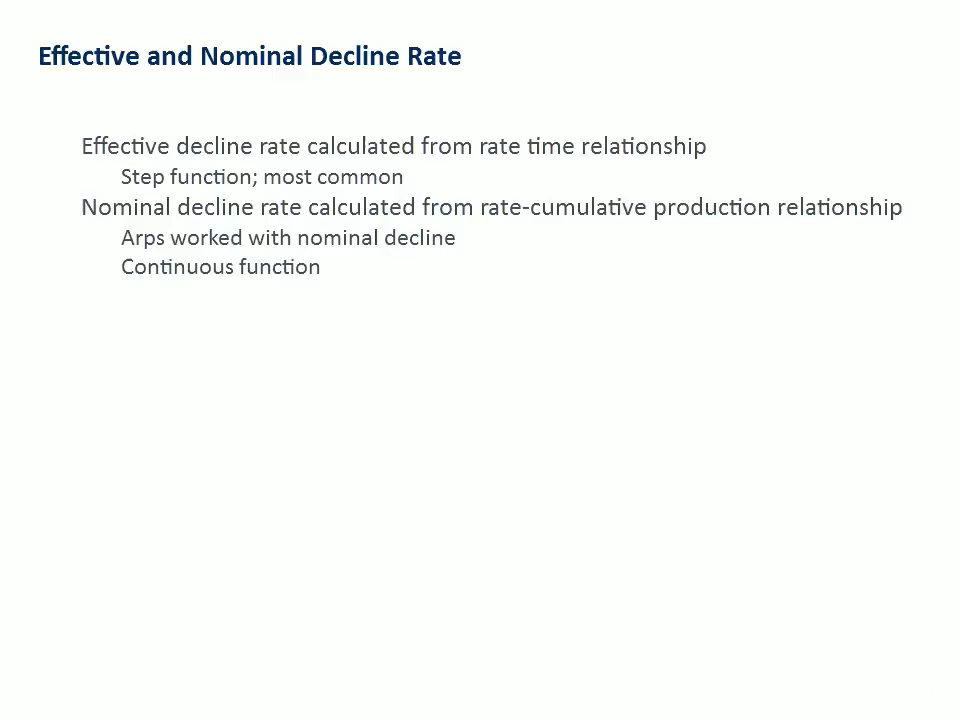 Effective and Nominal Decline Rate
Effective decline rate calculated from rate time relationship
Step function; most common
Nominal decline rate calculated from rate-cumulative production relationship
Arps worked with nominal decline
Continuous function